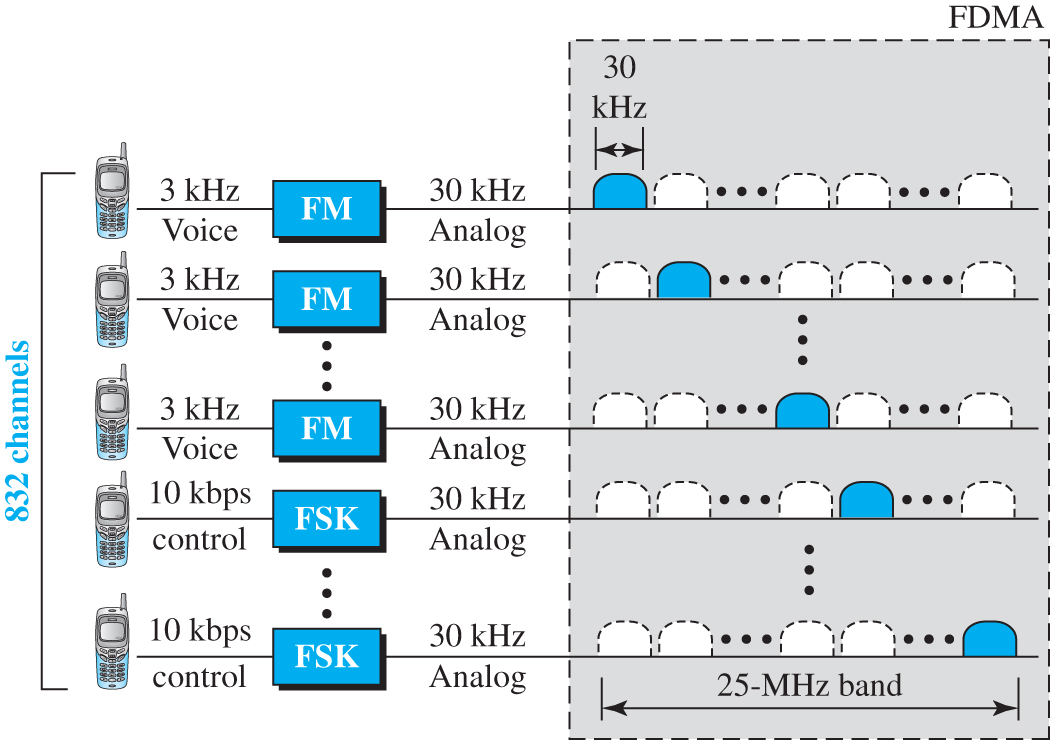 FDMA
30
kHz
3 kHz
Voice
FM
30 kHz
Analog
3 kHz
Voice
FM
30 kHz
Analog
3 kHz
Voice
FM
30 kHz
Analog
832 channels
10 kbps
control
FSK
30 kHz
Analog
10 kbps
control
FSK
30 kHz
Analog
25-MHz band